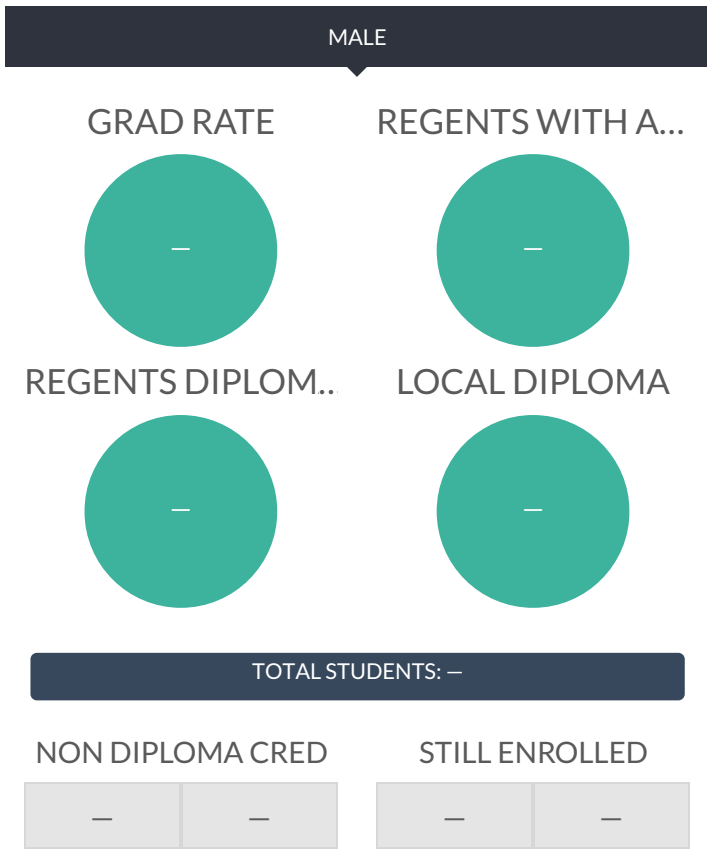 MALE
GRAD RATE
REGENTS WITH A...
—
—
REGENTS DIPLOM...
LOCAL DIPLOMA
—
—
TOTAL STUDENTS: —
NON DIPLOMA CRED
STILL ENROLLED
— —
— —